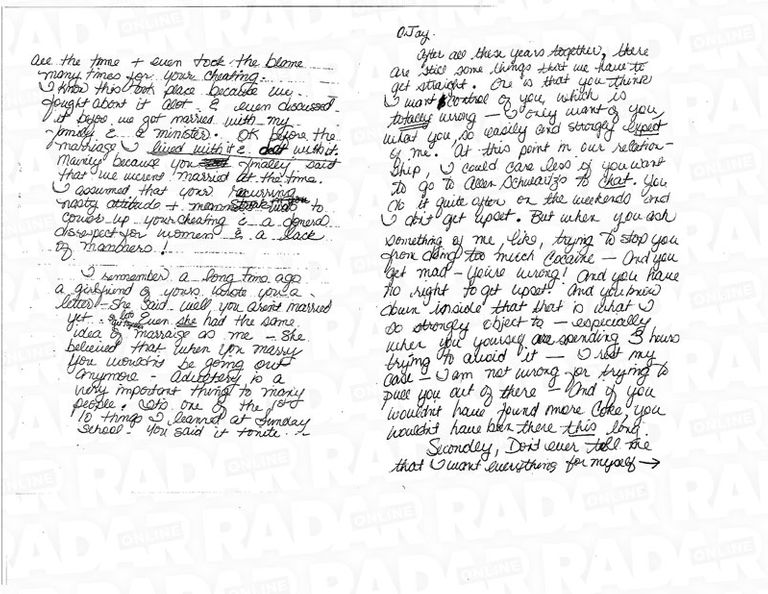 all the time + even took the blame
many times for your cheating.
I know this took place because we
fought about it alot. & even discussed
it before we got married with my
family & a minister. OK before the
marriage I lived with it & dealt with it.
Mainly because you finaley said
that we weren't married at the time.
I assumed that your recurring
nasty attitude + mean was to
cover up your cheating & a general
disrespect for women & a lack
of manners!
I remember a long time ago
a girlfriend of yours wrote you a
letter - She said well you aren't married
yet. Even she had the same
idea of marraige as me - She
believed that when you marry
you wouldn't be going out
anymore - Adultery is a
very important thing to many
people. Its one of the 1st
10 things I learned at Sunday
School. You said it tonite.
O.Jay.
After all these years together, there
are still some things that we have to
get straight. One is that you think
I want control of you, which is
totally wrong - I only want of you
what you so easily and strongly expect
of me. At this point in our relation-
ship, I could care less if you want
to go to Allen Schwartz's to chat. You
do it quite often on the weekends and
I don't get upset. But when you ask
something of me, like, trying to stop you
from doing too much Cocaine - And you
get mad - You're wrong! And you have
no right to get upset. And you know
down inside that that is what I
so strongly object to - especially
when you yourself are spending 3 hours
trying to avoid it - I rest my
case - I am not wrong for trying to
pull you out of there - And if you
wouldn't have found more Coke, you
wouldn't have been there this long.
Secondly, Don't ever tell me
that I want everything for myself →
RADAR
ONLINE